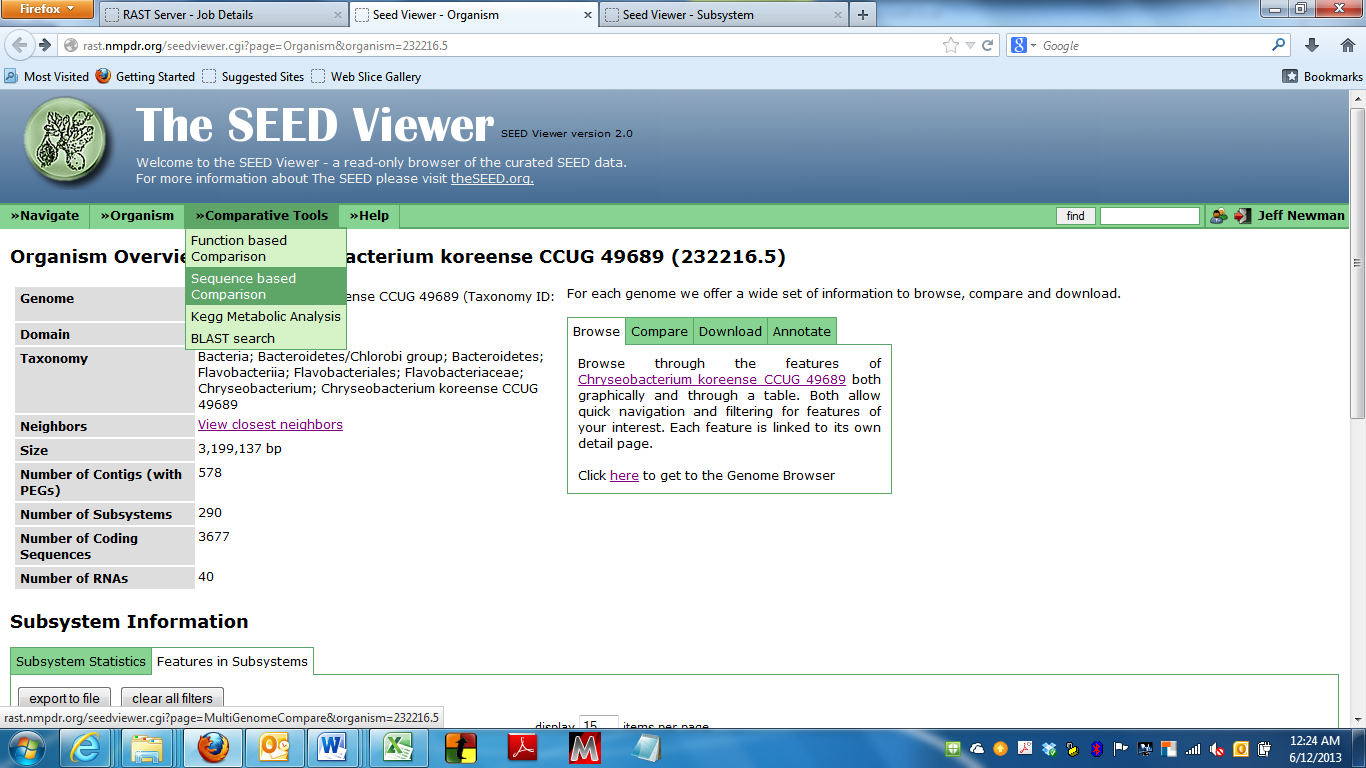 Firefox
RAST Server - Job Details
Seed Viewer - Organism
Seed Viewer - Subsystem
rast.nmpdr.org/seedviewer.cgi?page=Organism&organism=232216.5
Google
Most Visited
Getting Started
Suggested Sites
Web Slice Gallery
Bookmarks
The SEED Viewer
SEED Viewer version 2.0
Welcome to the SEED Viewer - a read-only browser of the curated SEED data.
For more information about The SEED please visit theSEED.org.
»Navigate
»Organism
»Comparative Tools
»Help
find
Jeff Newman
Function based
Comparison
Sequence based
Comparison
Kegg Metabolic Analysis
BLAST search
Organism Overvie
acterium koreense CCUG 49689 (232216.5)
Genome
ense CCUG 49689 (Taxonomy ID:
Domain
Taxonomy
Bacteria; Bacteroidetes/Chlorobi group; Bacteroidetes;
Flavobacteriia; Flavobacteriales; Flavobacteriaceae;
Chryseobacterium; Chryseobacterium koreense CCUG
49689
Neighbors
View closest neighbors
Size
3,199,137 bp
Number of Contigs (with
PEGs)
578
Number of Subsystems
290
Number of Coding
Sequences
3677
Number of RNAs
40
For each genome we offer a wide set of information to browse, compare and download.
Browse
Compare
Download
Annotate
Browse through the features of
Chryseobacterium koreense CCUG 49689 both
graphically and through a table. Both allow
quick navigation and filtering for features of
your interest. Each feature is linked to its own
detail page.
Click here to get to the Genome Browser
Subsystem Information
Subsystem Statistics
Features in Subsystems
export to file
clear all filters
display 15 items per page
rast.nmpdr.org/seedviewer.cgi?page=MultiGenomeCompare&organism=232216.5
12:24 AM
6/12/2013